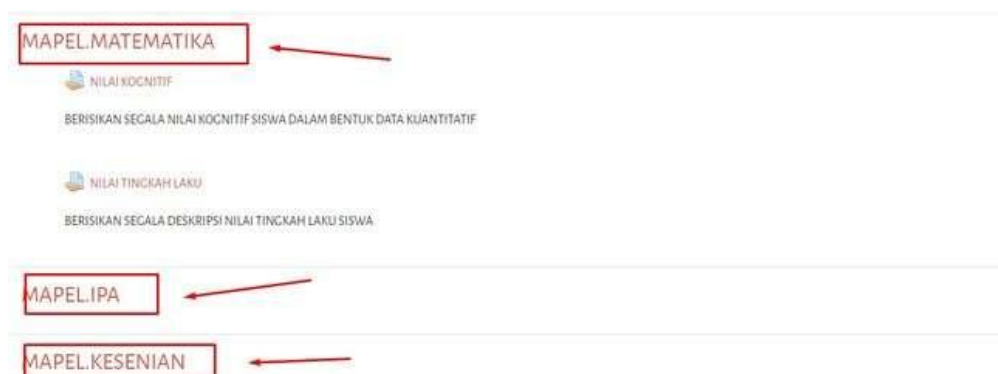 MAPEL.MATEMATIKA
NILAI KOGNITIF
BERISIKAN SEGALA NILAI KOGNITIF SISWA DALAM BENTUK DATA KUANTITATIF
NILAI TINGKAH LAKU
BERISIKAN SEGALA DESKRIPSI NILAI TINGKAH LAKU SISWA
MAPEL.IPA
MAPEL.KESENIAN